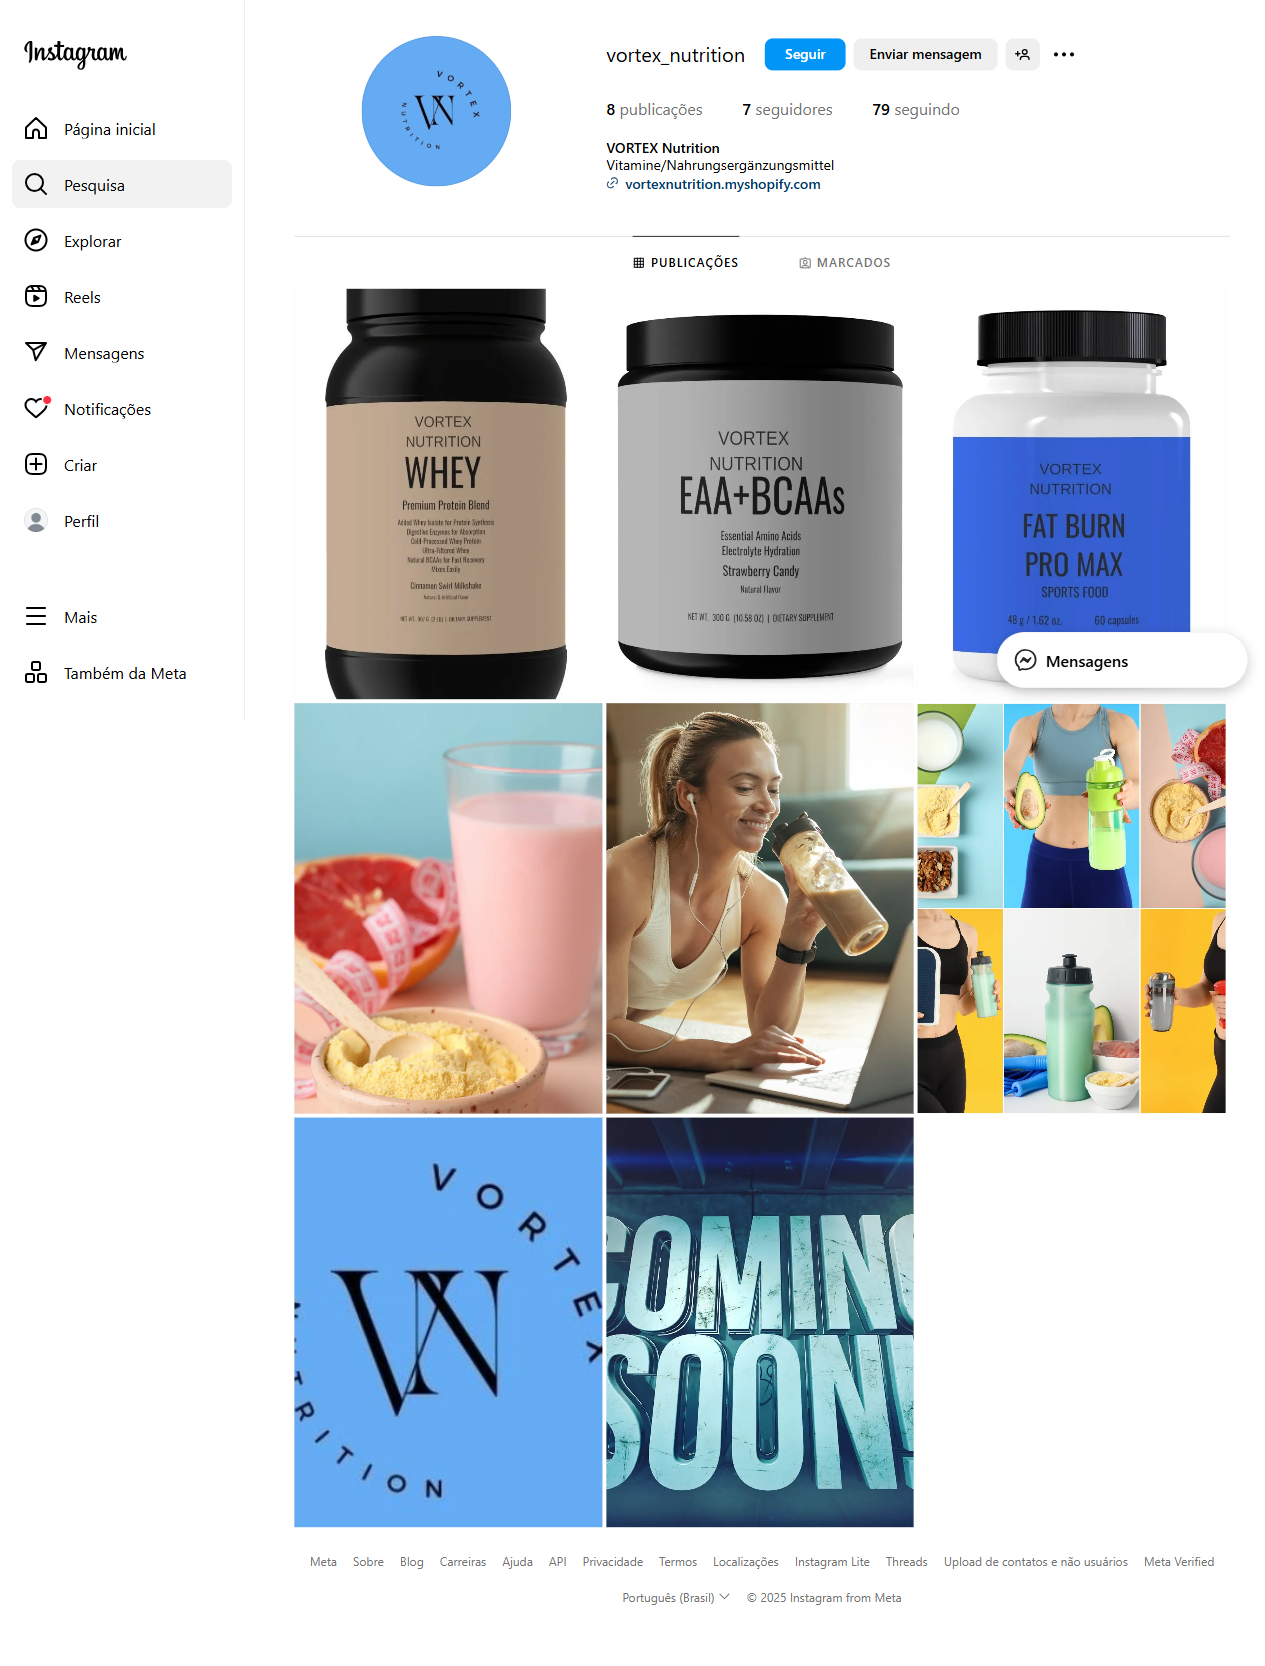 Instagram
Página inicial
Pesquisa
Explorar
Reels
Mensagens
Notificações
Criar
Perfil
Mais
Também da Meta
VORTEX
NUTRITION
VN
vortex_nutrition
Seguir
Enviar mensagem
8 publicações
7 seguidores
79 seguindo
VORTEX Nutrition
Vitamine/Nahrungsergänzungsmittel
vortexnutrition.myshopify.com
PUBLICAÇÕES
MARCADOS
VORTEX
NUTRITION
WHEY
Premium Protein Blend
Added Whey Isolate for Protein Synthesis
Digestive Enzymes for Absorption
Cold-Processed Whey Protein
Ultra-Filtered Whey
Natural BCAAs for Fast Recovery
Mixes Easily
Cinnamon Swirl Milkshake
Natural & Artificial Flavor
NET WT. 907 G (2 LB) | DIETARY SUPPLEMENT
VORTEX
NUTRITION
EAA+BCAAs
Essential Amino Acids
Electrolyte Hydration
Strawberry Candy
Natural Flavor
NET WT. 300 G (10.58 OZ) | DIETARY SUPPLEMENT
VORTEX
NUTRITION
FAT BURN
PRO MAX
SPORTS FOOD
48 g / 1.62 oz.
60 capsules
Mensagens
VORTEX
VN
NUTRITION
COMING
SOON!
Meta
Sobre
Blog
Carreiras
Ajuda
API
Privacidade
Termos
Localizações
Instagram Lite
Threads
Upload de contatos e não usuários
Meta Verified
Português (Brasil)
© 2025 Instagram from Meta